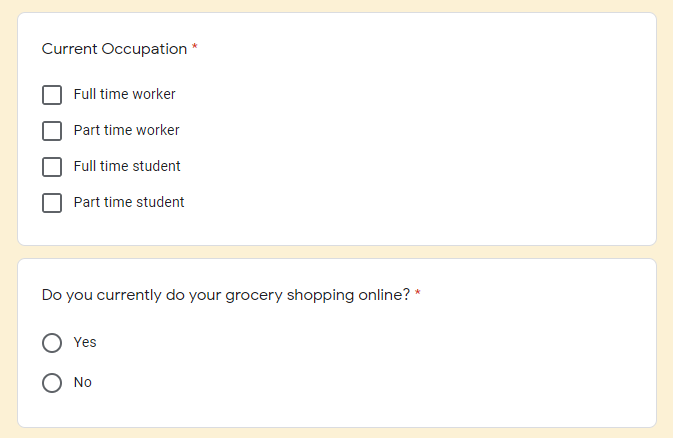 Current Occupation *
Full time worker
Part time worker
Full time student
Part time student
Do you currently do your grocery shopping online? *
Yes
No